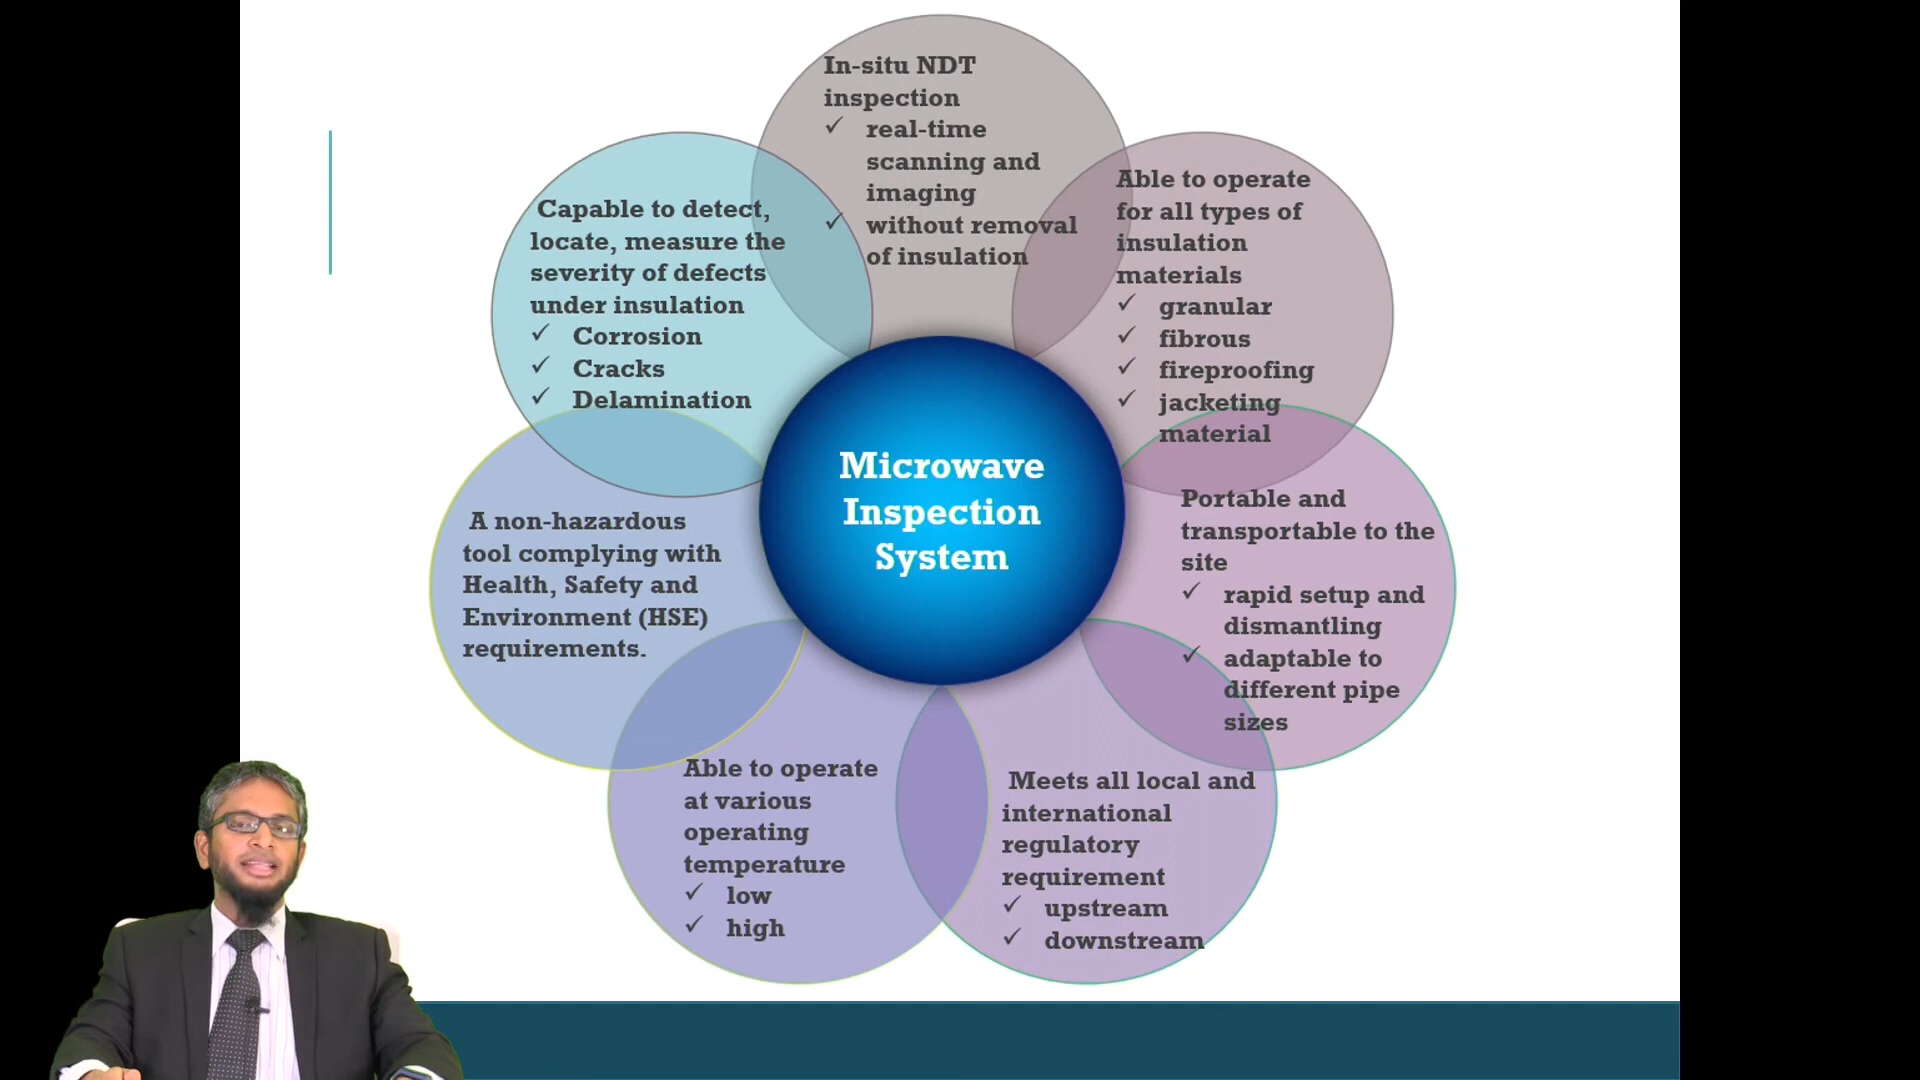 In-situ NDT
inspection
✓ real-time
scanning and
imaging
✓ without removal
of insulation
Able to operate
for all types of
insulation
materials
✓ granular
✓ fibrous
✓ fireproofing
✓ jacketing
material
Portable and
transportable to the
site
✓ rapid setup and
dismantling
✓ adaptable to
different pipe
sizes
Meets all local and
international
regulatory
requirement
✓ upstream
✓ downstream
Able to operate
at various
operating
temperature
✓ low
✓ high
A non-hazardous
tool complying with
Health, Safety and
Environment (HSE)
requirements.
Capable to detect,
locate, measure the
severity of defects
under insulation
✓ Corrosion
✓ Cracks
✓ Delamination
Microwave
Inspection
System